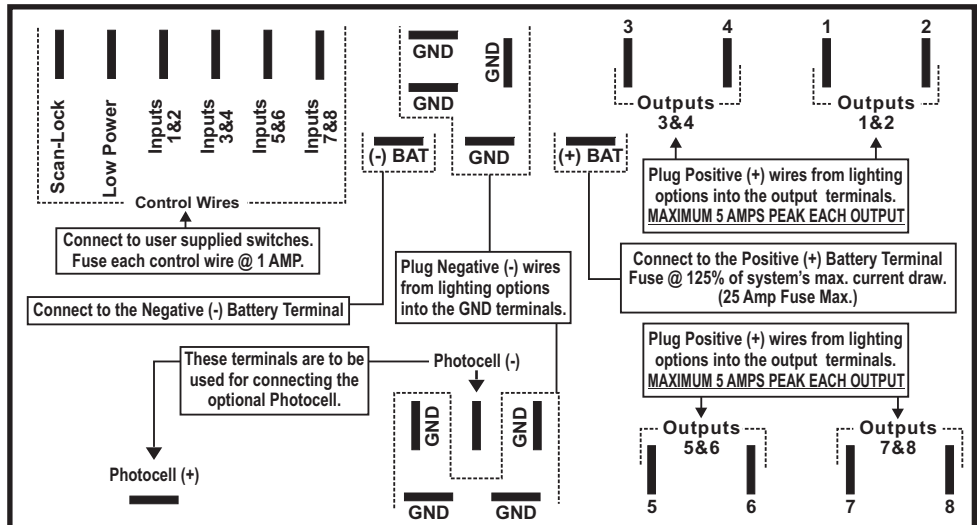 Scan-Lock
Low Power
Inputs
1&2
Inputs
3&4
Inputs
5&6
Inputs
7&8
Control Wires
Connect to user supplied switches.
Fuse each control wire @ 1 AMP.
GND
GND
GND
GND
(-) BAT
(+) BAT
3
4
Outputs
3&4
1
2
Outputs
1&2
Plug Positive (+) wires from lighting
options into the output terminals.
MAXIMUM 5 AMPS PEAK EACH OUTPUT
Connect to the Negative (-) Battery Terminal
Plug Negative (-) wires
from lighting options
into the GND terminals.
Connect to the Positive (+) Battery Terminal
Fuse @ 125% of system's max. current draw.
(25 Amp Fuse Max.)
These terminals are to be
used for connecting the
optional Photocell.
Photocell (-)
Photocell (+)
GND
GND
GND
GND
Plug Positive (+) wires from lighting
options into the output terminals.
MAXIMUM 5 AMPS PEAK EACH OUTPUT
Outputs
5&6
5
6
Outputs
7&8
7
8